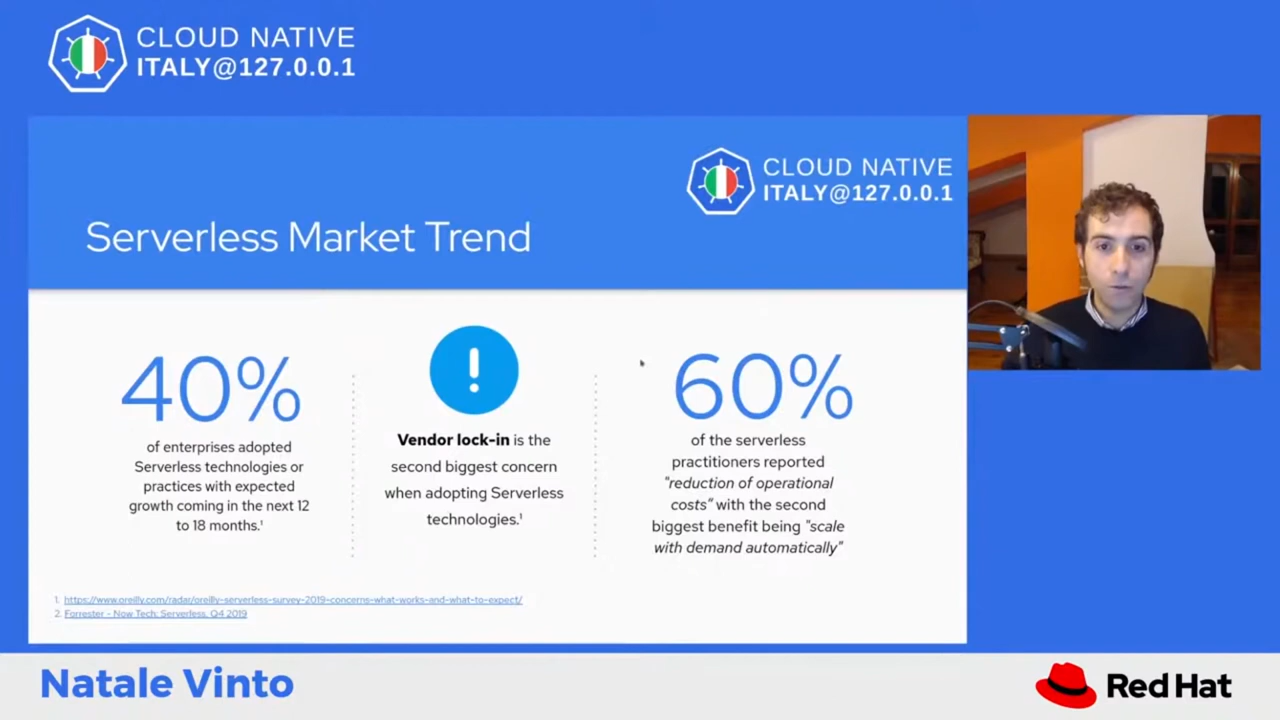 CLOUD NATIVE
ITALY@127.0.0.1
CLOUD NATIVE
ITALY@127.0.0.1
Serverless Market Trend
40%
of enterprises adopted
Serverless technologies or
practices with expected
growth coming in the next 12
to 18 months.¹
!
Vendor lock-in is the
second biggest concern
when adopting Serverless
technologies.¹
60%
of the serverless
practitioners reported
"reduction of operational
costs" with the second
biggest benefit being "scale
with demand automatically"
1. https://www.oreilly.com/radar/oreilly-serverless-survey-2019-concerns-what-works-and-what-to-expect/
2. Forrester - Now Tech: Serverless, Q4 2019
Natale Vinto
Red Hat